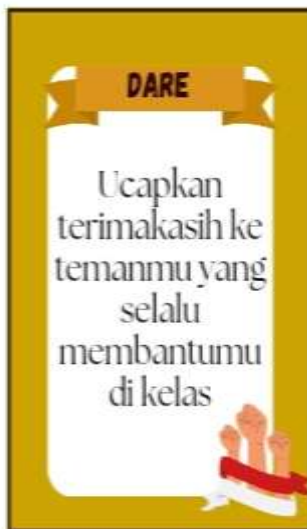 DARE
Ucapkan
terimakasih ke
temanmu yang
selalu
membantumu
di kelas